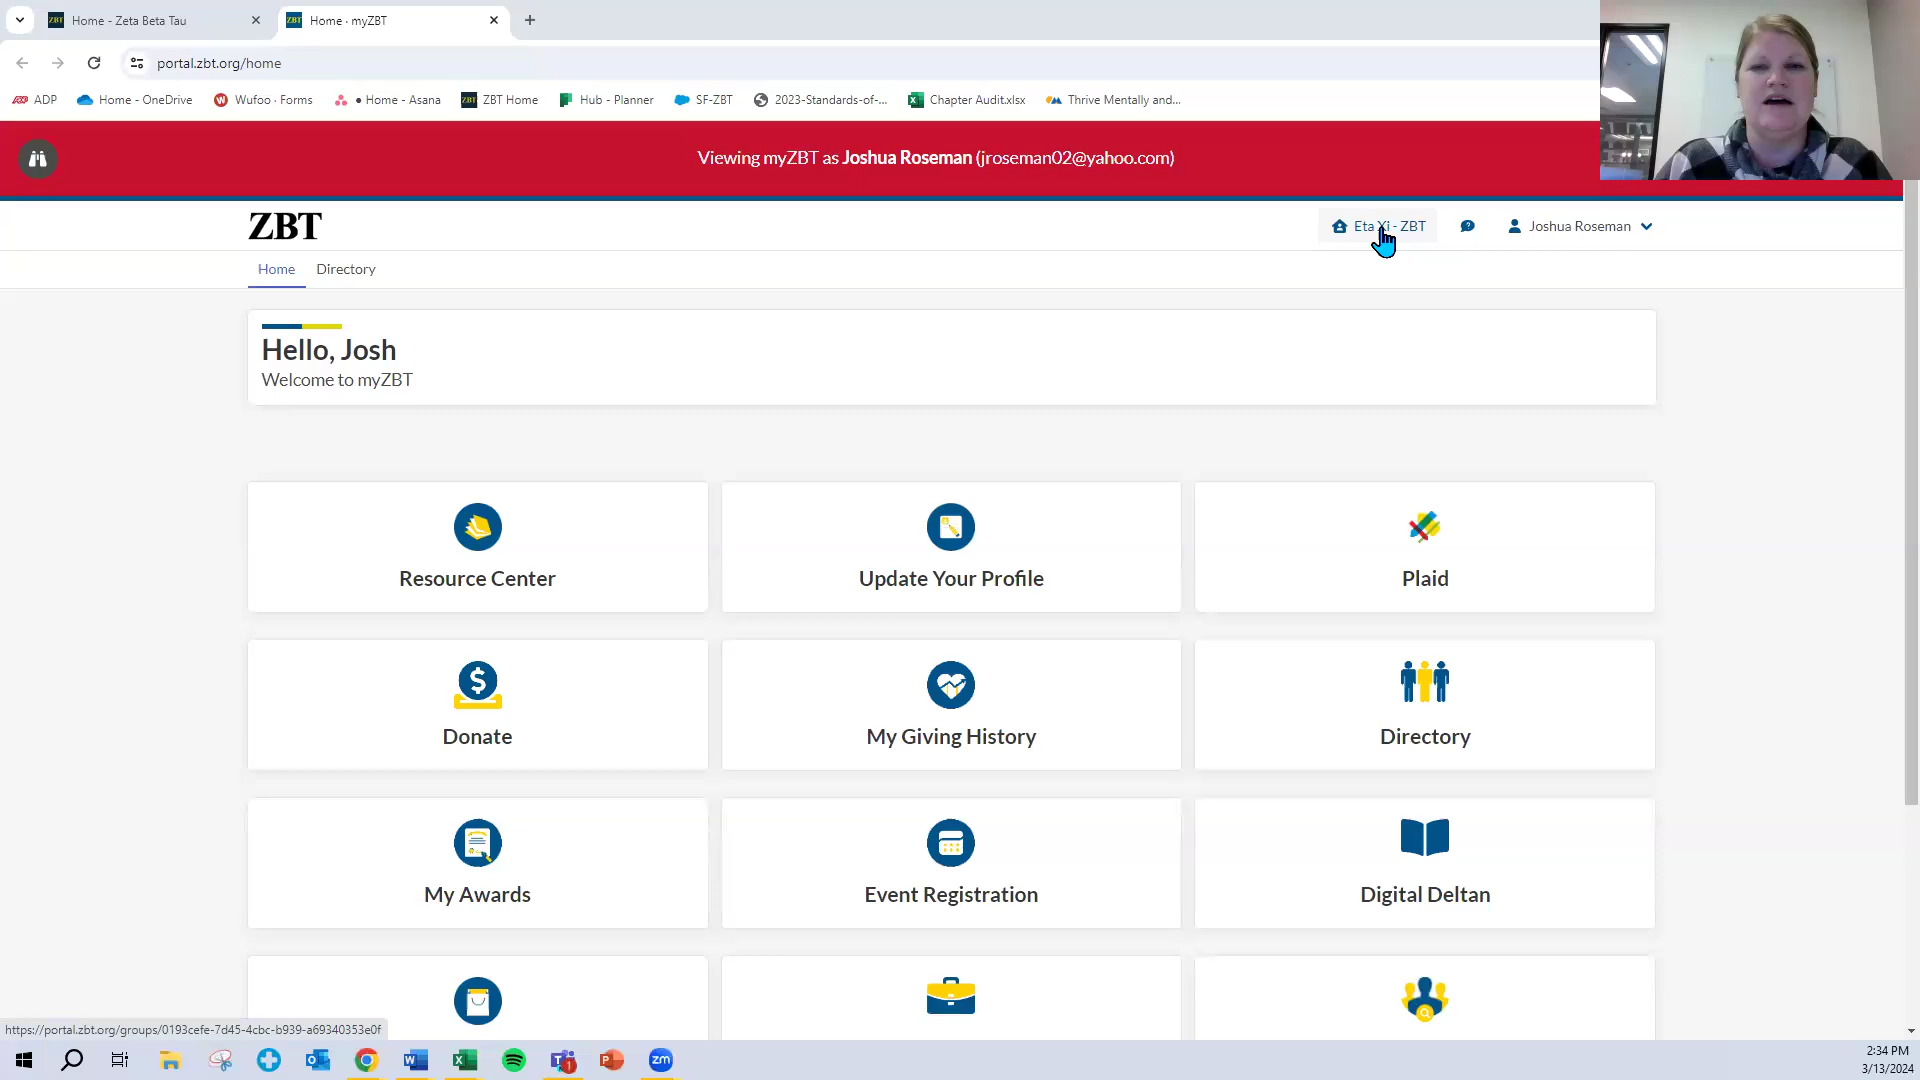 Home - Zeta Beta Tau
Home · myZBT
portal.zbt.org/home
ADP
Home - OneDrive
Wufoo · Forms
● Home - Asana
ZBT Home
Hub - Planner
SF-ZBT
2023-Standards-of-...
Chapter Audit.xlsx
Thrive Mentally and...
Viewing myZBT as Joshua Roseman (jroseman02@yahoo.com)
ZBT
Eta Xi - ZBT
Joshua Roseman
Home
Directory
Hello, Josh
Welcome to myZBT
Resource Center
Update Your Profile
Plaid
Donate
My Giving History
Directory
My Awards
Event Registration
Digital Deltan
https://portal.zbt.org/groups/0193cefe-7d45-4cbc-b939-a69340353e0f
2:34 PM
3/13/2024